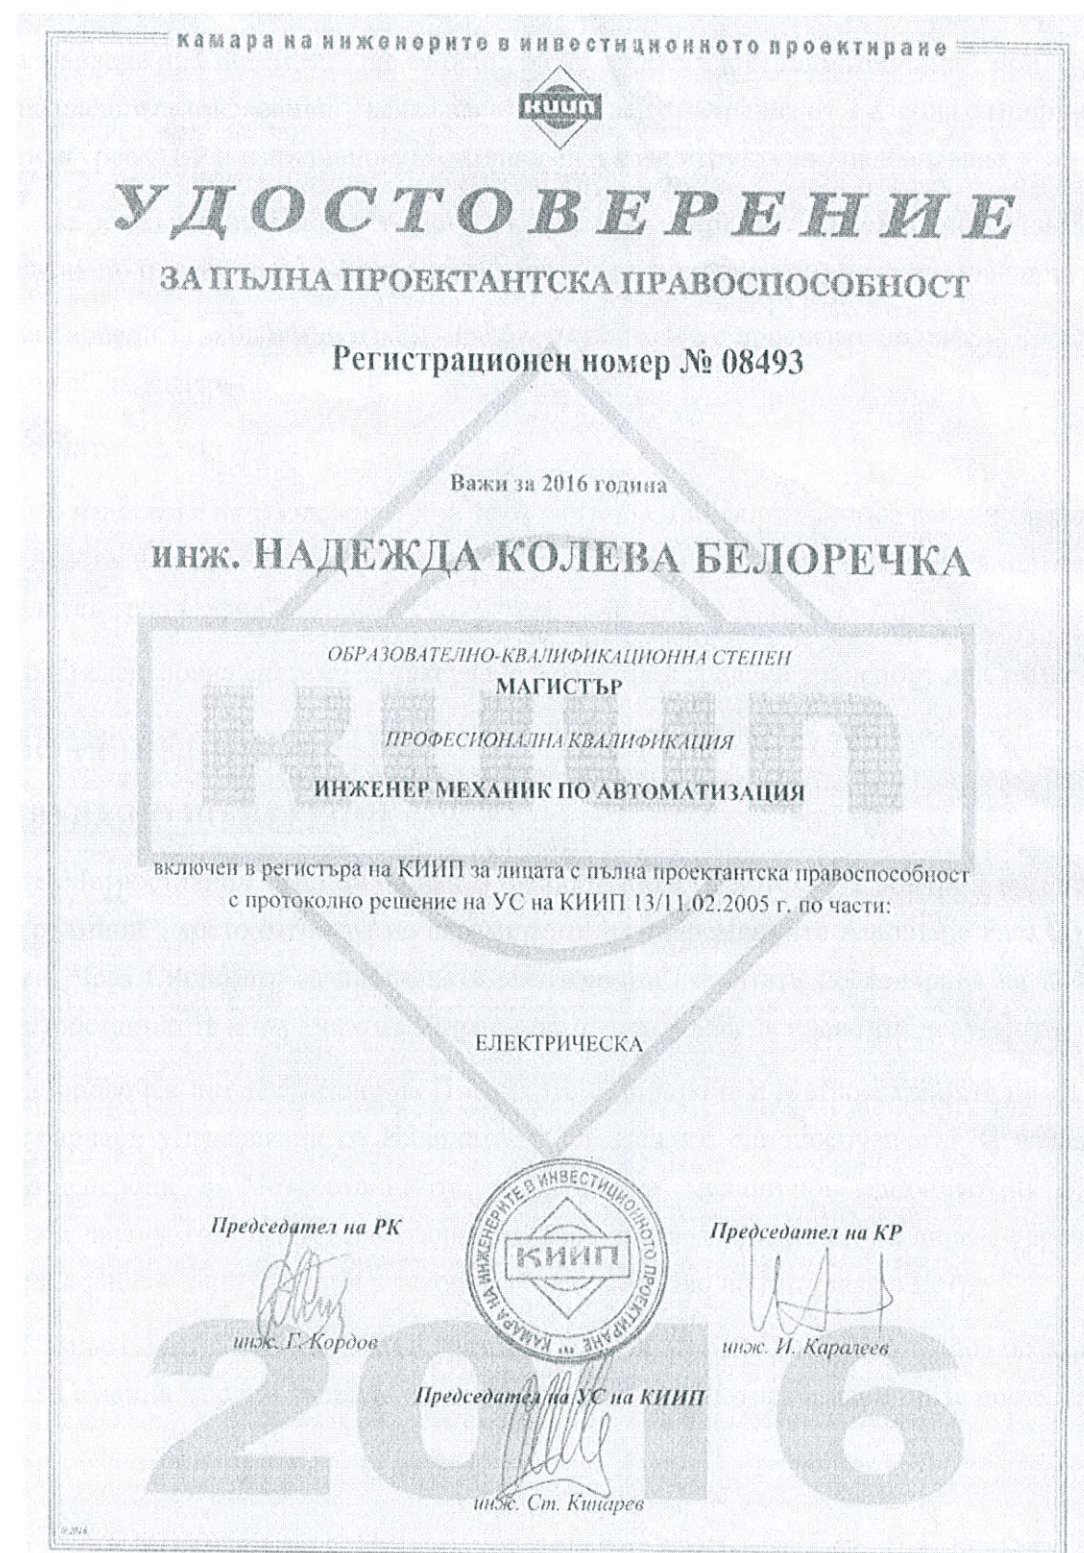 камара на инженерите в инвестиционното проектиране
КИИП
УДОСТОВЕРЕНИЕ
ЗА ПЪЛНА ПРОЕКТАНТСКА ПРАВОСПОСОБНОСТ
Регистрационен номер № 08493
Важи за 2016 година
инж. НАДЕЖДА КОЛЕВА БЕЛОРЕЧКА
ОБРАЗОВАТЕЛНО-КВАЛИФИКАЦИОННА СТЕПЕН
МАГИСТЪР
КИИП
ПРОФЕСИОНАЛНА КВАЛИФИКАЦИЯ
ИНЖЕНЕР МЕХАНИК ПО АВТОМАТИЗАЦИЯ
включен в регистъра на КИИП за лицата с пълна проектантска правоспособност
с протоколно решение на УС на КИИП 13/11.02.2005 г. по части:
ЕЛЕКТРИЧЕСКА
КАМАРА НА ИНЖЕНЕРИТЕ В ИНВЕСТИЦИОННОТО ПРОЕКТИРАНЕ
КИИП
Председател на РК
Председател на КР
инж. Г. Кордов
инж. И. Каралеев
2016
Председател на УС на КИИП
инж. Ст. Кинарев
© 2016